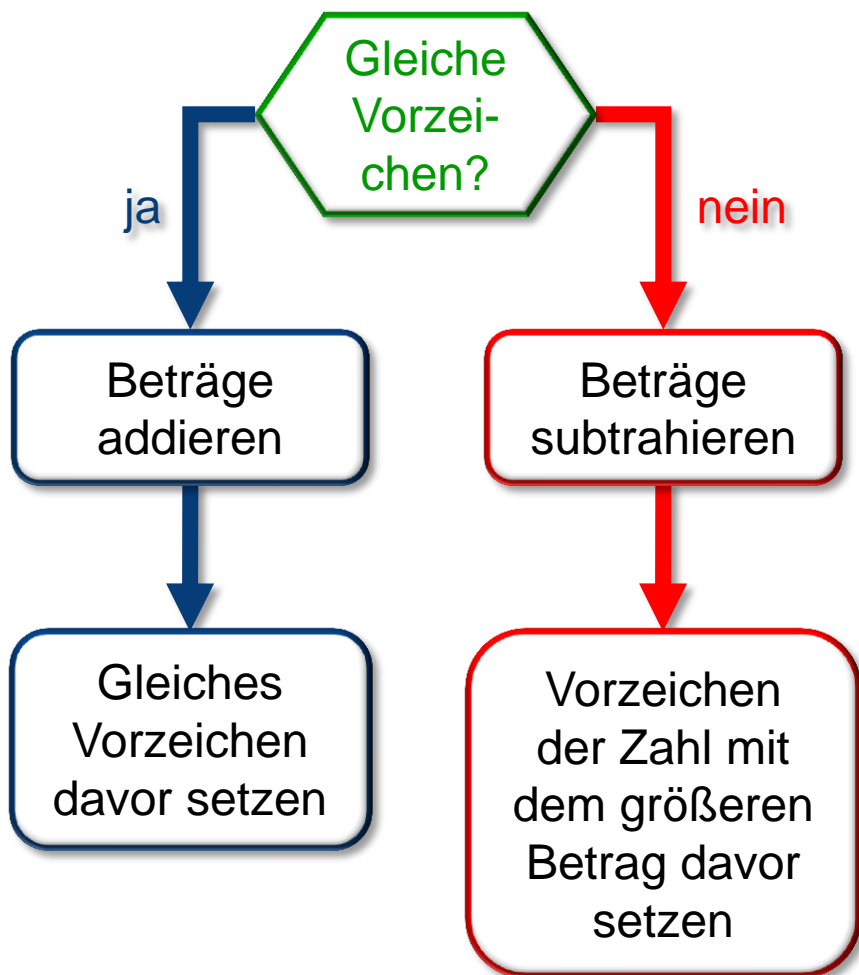 Gleiche
Vorzei-
chen?
ja
nein
Beträge
addieren
Beträge
subtrahieren
Gleiches
Vorzeichen
davor setzen
Vorzeichen
der Zahl mit
dem größeren
Betrag davor
setzen